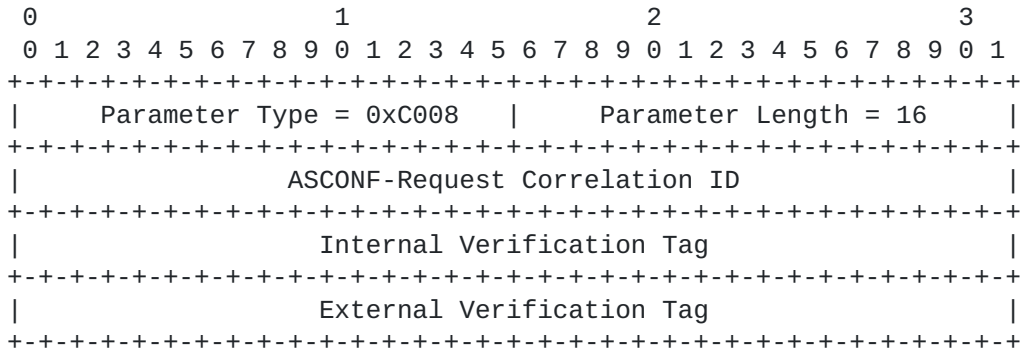 0                   1                   2                   3
 0 1 2 3 4 5 6 7 8 9 0 1 2 3 4 5 6 7 8 9 0 1 2 3 4 5 6 7 8 9 0 1
+-+-+-+-+-+-+-+-+-+-+-+-+-+-+-+-+-+-+-+-+-+-+-+-+-+-+-+-+-+-+-+-+
|     Parameter Type = 0xC008   |     Parameter Length = 16     |
+-+-+-+-+-+-+-+-+-+-+-+-+-+-+-+-+-+-+-+-+-+-+-+-+-+-+-+-+-+-+-+-+
|                 ASCONF-Request Correlation ID                 |
+-+-+-+-+-+-+-+-+-+-+-+-+-+-+-+-+-+-+-+-+-+-+-+-+-+-+-+-+-+-+-+-+
|                   Internal Verification Tag                   |
+-+-+-+-+-+-+-+-+-+-+-+-+-+-+-+-+-+-+-+-+-+-+-+-+-+-+-+-+-+-+-+-+
|                   External Verification Tag                   |
+-+-+-+-+-+-+-+-+-+-+-+-+-+-+-+-+-+-+-+-+-+-+-+-+-+-+-+-+-+-+-+-+